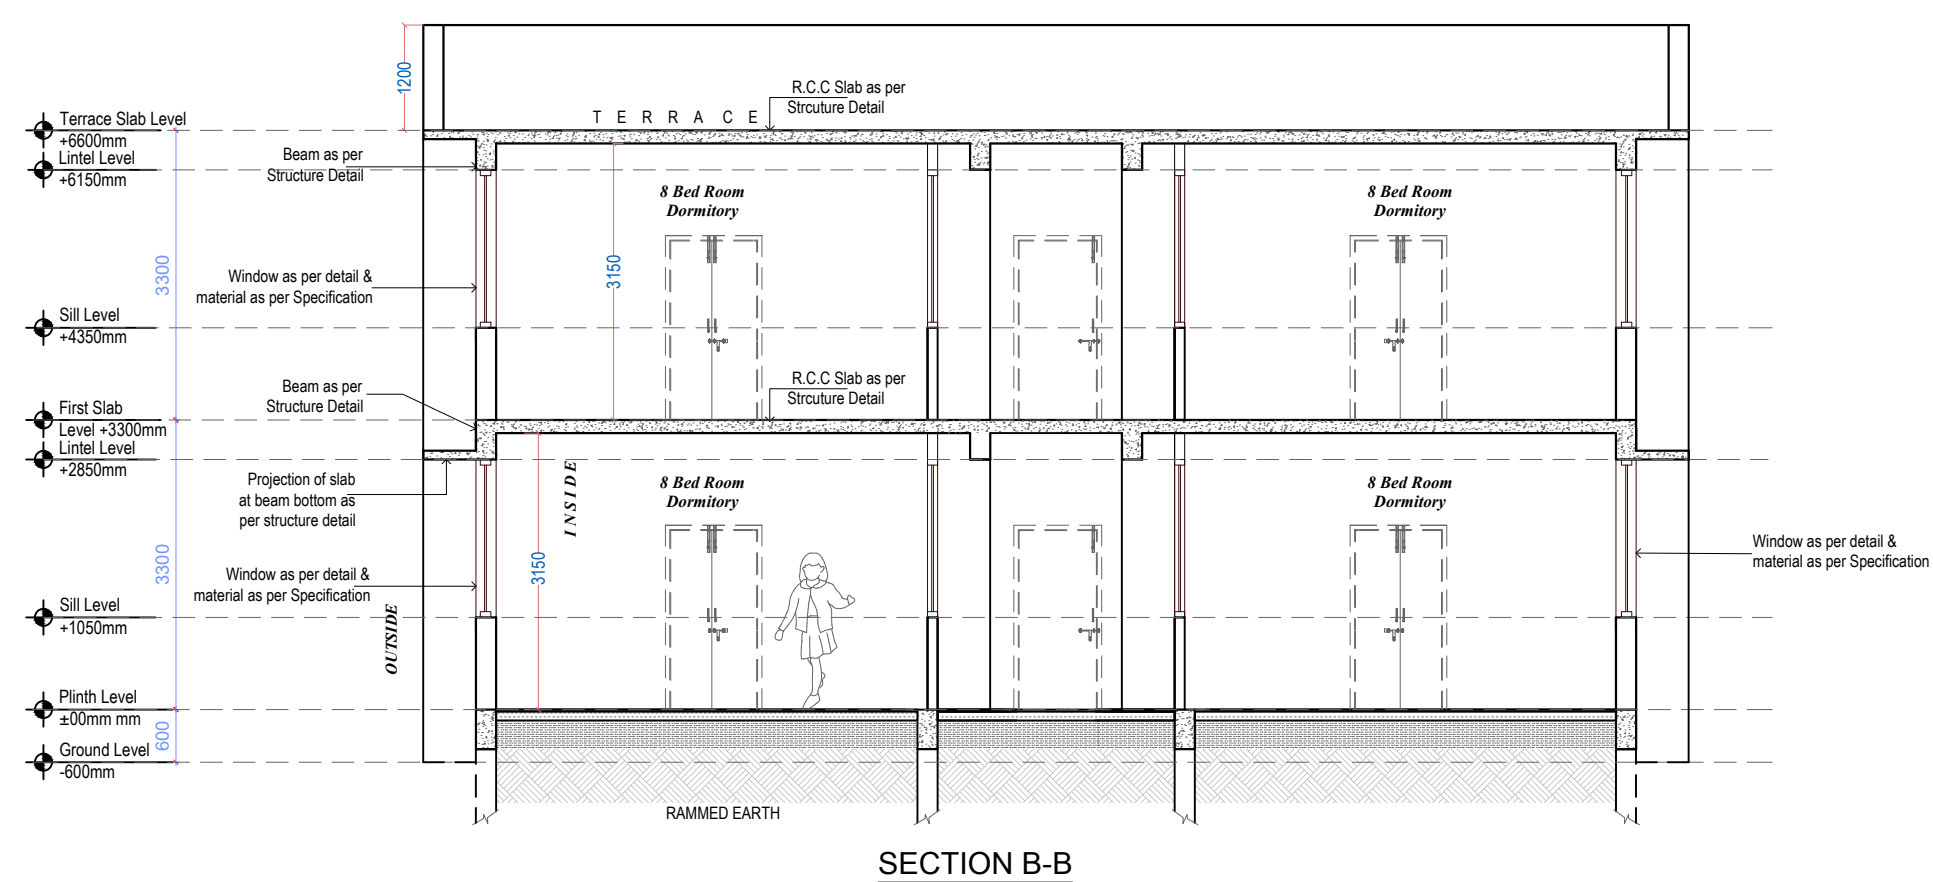 1200
R.C.C Slab as per
Strcuture Detail
TERRACE
Terrace Slab Level
+6600mm
Lintel Level
+6150mm
Beam as per
Structure Detail
8 Bed Room
Dormitory
8 Bed Room
Dormitory
3300
3150
Window as per detail &
material as per Specification
Sill Level
+4350mm
Beam as per
Structure Detail
R.C.C Slab as per
Strcuture Detail
First Slab
Level +3300mm
Lintel Level
+2850mm
Projection of slab
at beam bottom as
per structure detail
INSIDE
8 Bed Room
Dormitory
8 Bed Room
Dormitory
3300
3150
Window as per detail &
material as per Specification
Window as per detail &
material as per Specification
Sill Level
+1050mm
OUTSIDE
Plinth Level
±00mm mm
600
Ground Level
-600mm
RAMMED EARTH
SECTION B-B